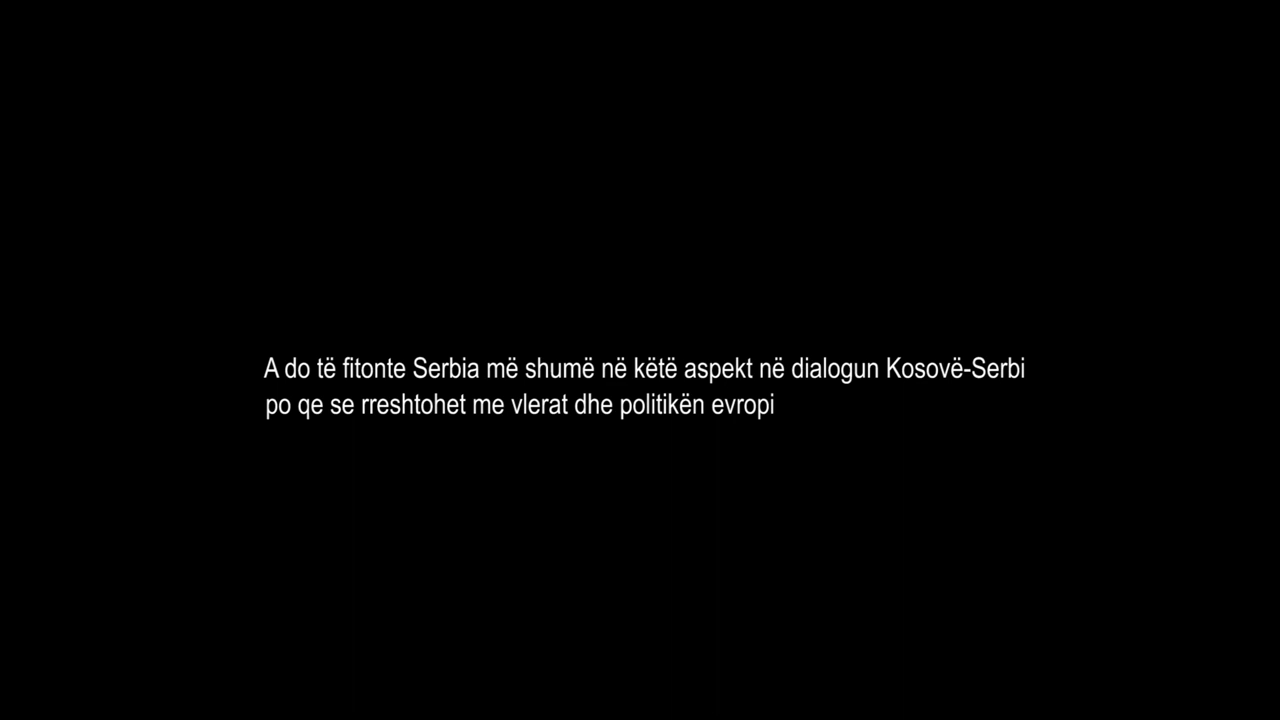 A do të fitonte Serbia më shumë në këtë aspekt në dialogun Kosovë-Serbi
po qe se rreshtohet me vlerat dhe politikën evropi